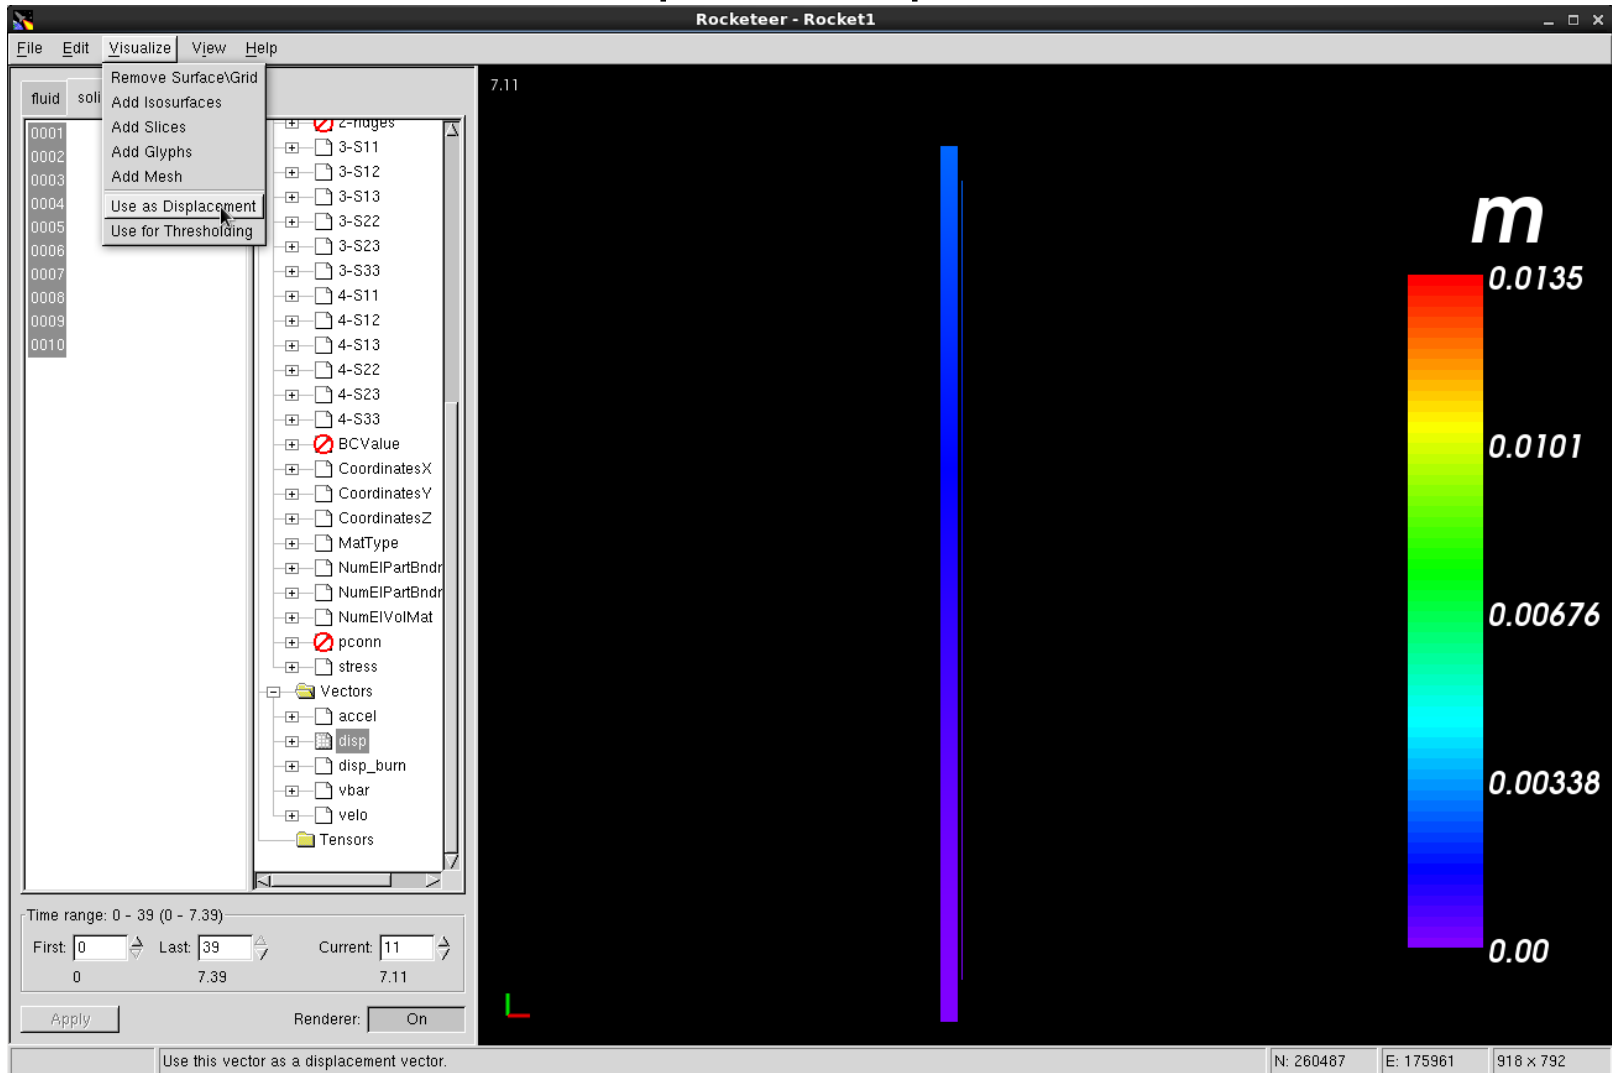 Rocketeer - Rocket1
File Edit Visualize View Help
Remove Surface\Grid
Add Isosurfaces
Add Slices
Add Glyphs
Add Mesh
Use as Displacement
Use for Thresholding
fluid soli
0001
0002
0003
0004
0005
0006
0007
0008
0009
0010
3-S11
3-S12
3-S13
3-S22
3-S23
3-S33
4-S11
4-S12
4-S13
4-S22
4-S23
4-S33
BCValue
CoordinatesX
CoordinatesY
CoordinatesZ
MatType
NumElPartBndr
NumElPartBndr
NumElVolMat
pconn
stress
Vectors
accel
disp
disp_burn
vbar
velo
Tensors
Time range: 0 - 39 (0 - 7.39)
First: 0 Last: 39 Current: 11
0 7.39 7.11
Apply Renderer: On
7.11
m
0.0135
0.0101
0.00676
0.00338
0.00
Use this vector as a displacement vector. N: 260487 E: 175961 918 x 792